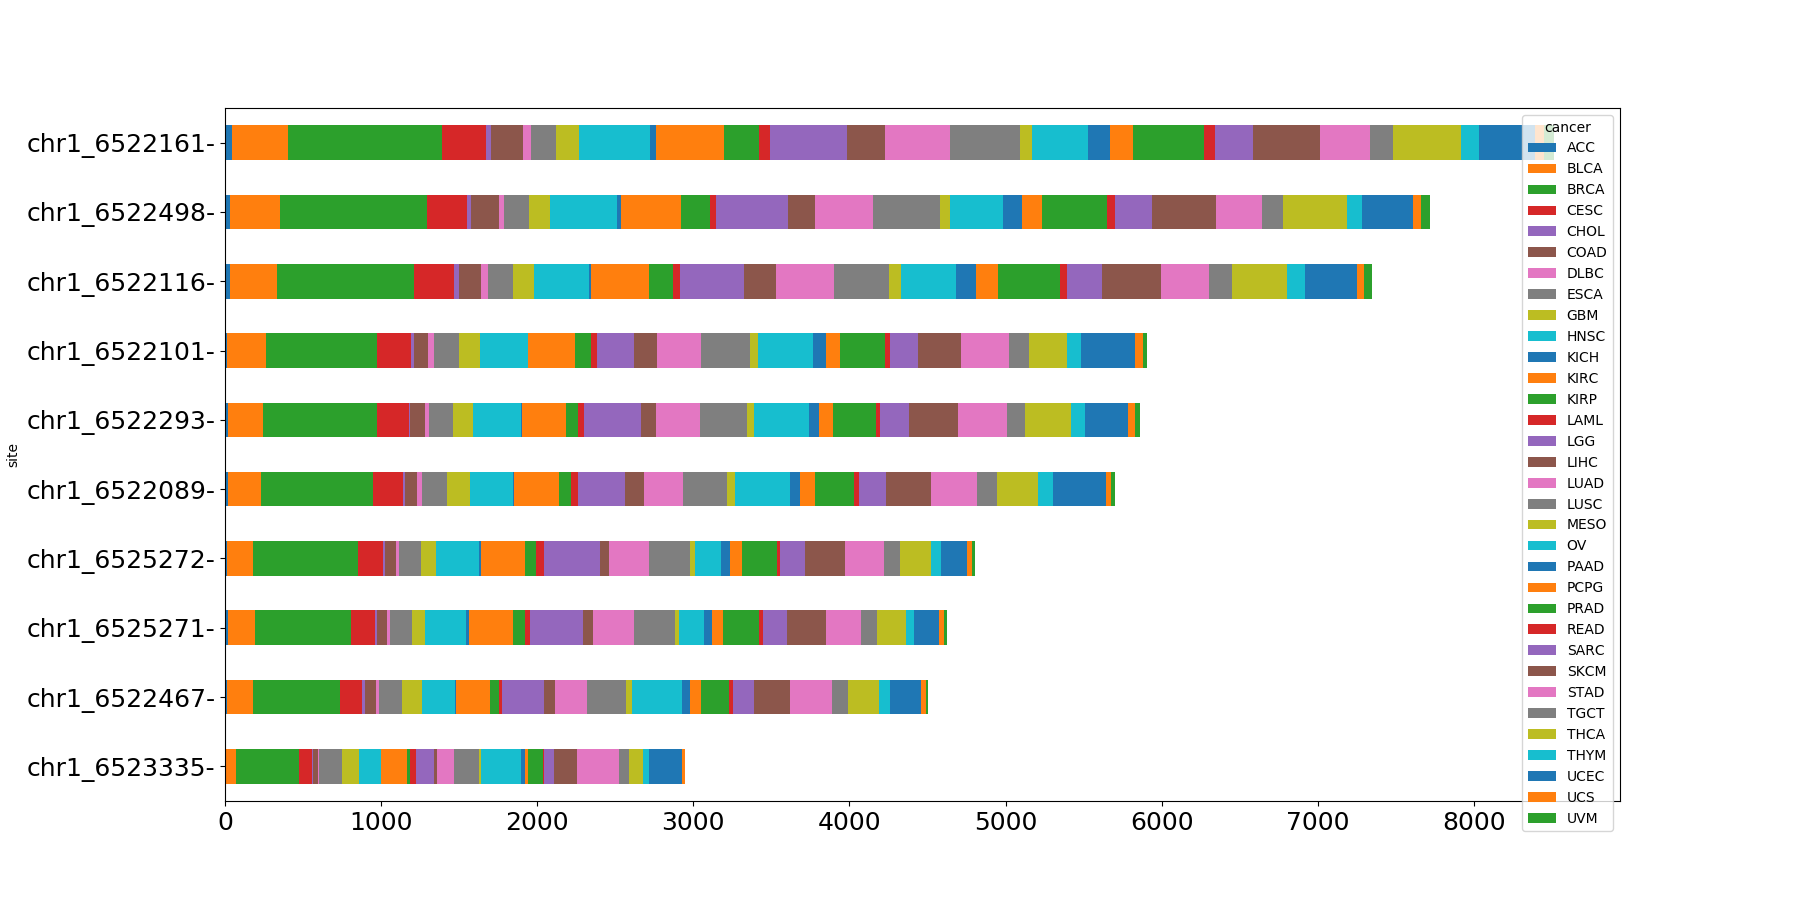 chr1_6522161-
chr1_6522498-
chr1_6522116-
chr1_6522101-
chr1_6522293-
chr1_6522089-
chr1_6525272-
chr1_6525271-
chr1_6522467-
chr1_6523335-
site
0 1000 2000 3000 4000 5000 6000 7000 8000
cancer
ACC
BLCA
BRCA
CESC
CHOL
COAD
DLBC
ESCA
GBM
HNSC
KICH
KIRC
KIRP
LAML
LGG
LIHC
LUAD
LUSC
MESO
OV
PAAD
PCPG
PRAD
READ
SARC
SKCM
STAD
TGCT
THCA
THYM
UCEC
UCS
UVM